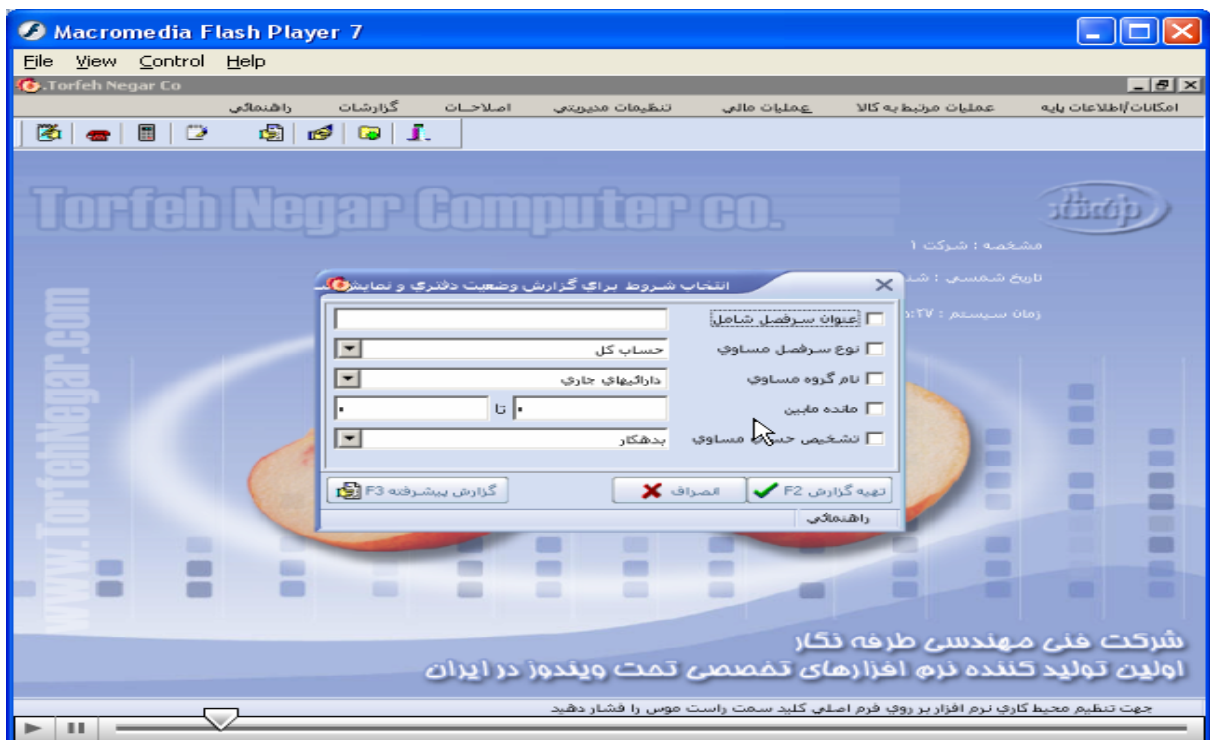 Macromedia Flash Player 7
File View Control Help
Torfeh Negar Co.
امکانات/اطلاعات پایه عملیات مرتبط به کالا عملیات مالی تنظیمات مدیریتی اصلاحات گزارشات راهنمائی
Torfeh Negar Computer co.
مشخصه : شرکت ۱
تاریخ شمسی :
زمان سیستم :
www.TorfehNegar.com
انتخاب شروط برای گزارش وضعیت دفتری و نمایش
عنوان سرفصل شامل
نوع سرفصل مساوی حساب کل
نام گروه مساوی دارائیهای جاری
مانده مابین ۰ تا ۰
تشخیص مساوی بدهکار
تهیه گزارش F2 انصراف گزارش پیشرفته F3
راهنمائی
شرکت فنی مهندسی طرفه نگار
اولین تولید کننده نرم افزارهای تخصصی تحت ویندوز در ایران
جهت تنظیم محیط کاری نرم افزار بر روی فرم اصلی کلید سمت راست موس را فشار دهید